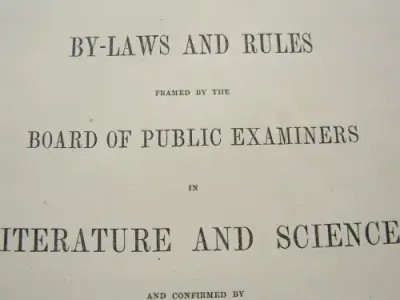 BY-LAWS AND RULES
FRAMED BY THE
BOARD OF PUBLIC EXAMINERS
IN
ITERATURE AND SCIENCE
AND CONFIRMED BY